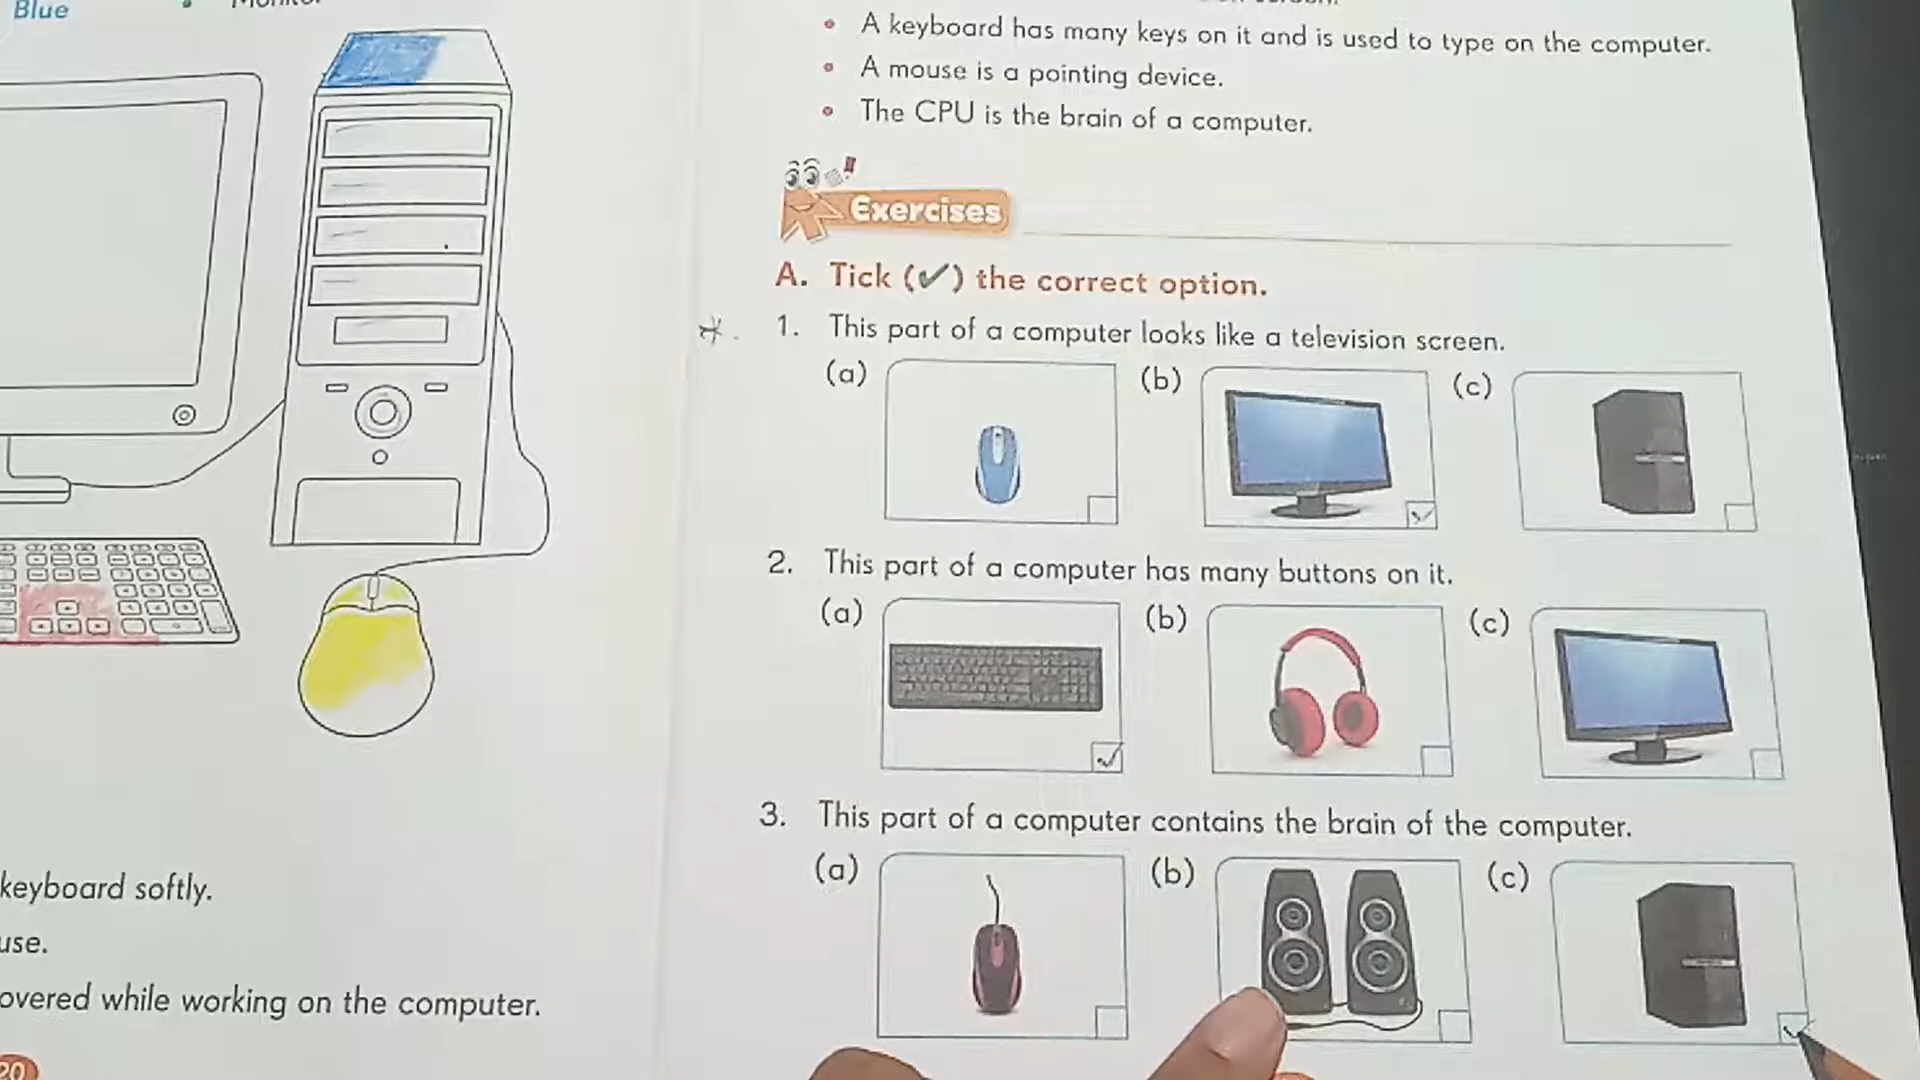 Blue
keyboard softly.
use.
overed while working on the computer.
20
A keyboard has many keys on it and is used to type on the computer.
A mouse is a pointing device.
The CPU is the brain of a computer.
Exercises
A. Tick (✔) the correct option.
1. This part of a computer looks like a television screen.
(a) (b) (c)
2. This part of a computer has many buttons on it.
(a) (b) (c)
3. This part of a computer contains the brain of the computer.
(a) (b) (c)